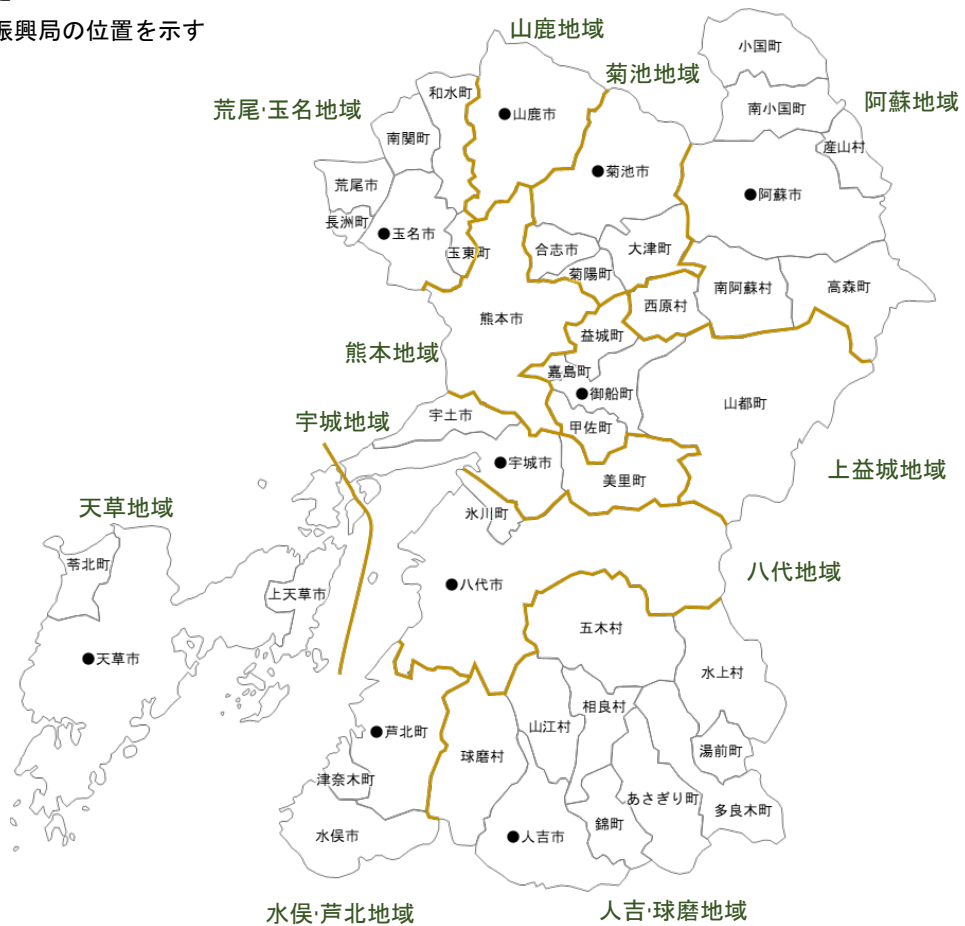 振興局の位置を示す
山鹿地域
小国町
菊池地域
和水町
南小国町
荒尾･玉名地域
阿蘇地域
●山鹿市
南関町
産山村
●菊池市
荒尾市
●阿蘇市
長洲町
●玉名市
玉東町
合志市
大津町
菊陽町
南阿蘇村
高森町
西原村
熊本市
益城町
熊本地域
嘉島町
●御船町
山都町
宇土市
宇城地域
甲佐町
●宇城市
上益城地域
美里町
天草地域
氷川町
苓北町
八代地域
●八代市
上天草市
五木村
●天草市
水上村
相良村
山江村
●芦北町
湯前町
球磨村
津奈木町
あさぎり町
多良木町
錦町
水俣市
●人吉市
水俣･芦北地域
人吉･球磨地域